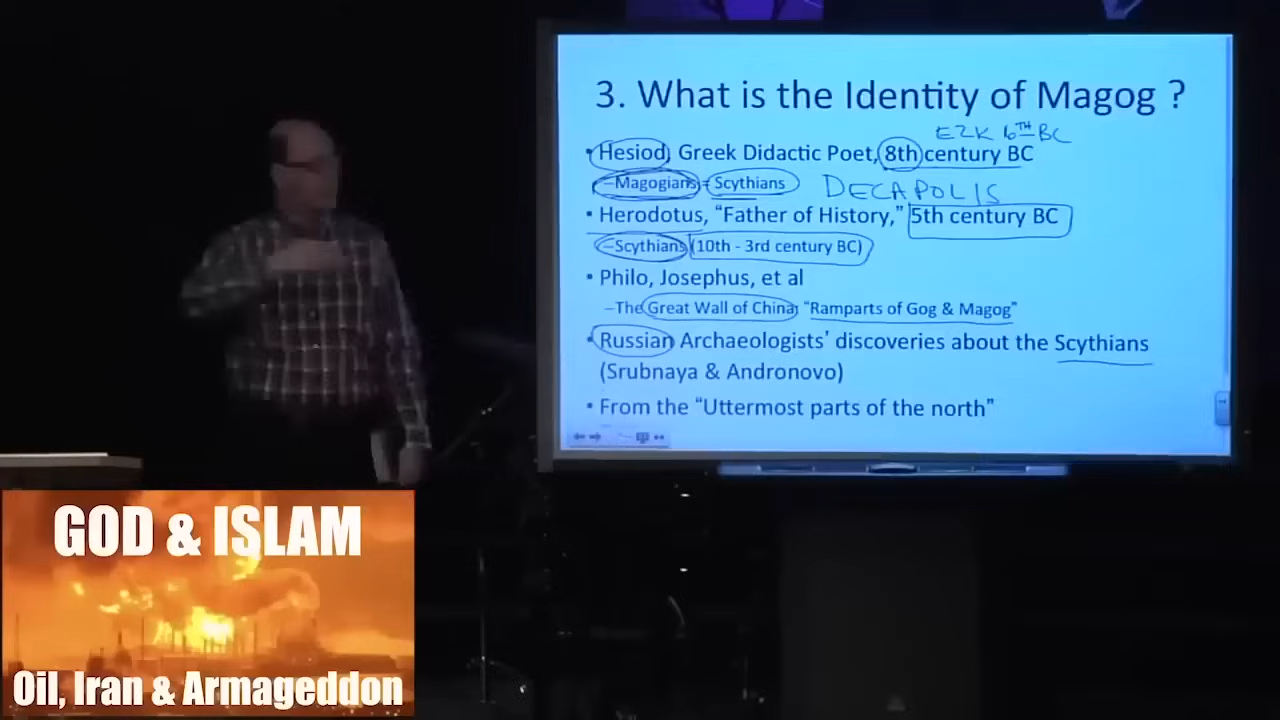 3. What is the Identity of Magog ?
EZK 6TH BC
• Hesiod, Greek Didactic Poet, 8th century BC
–Magogians = Scythians
DECAPOLIS
• Herodotus, “Father of History,” 5th century BC
–Scythians (10th - 3rd century BC)
• Philo, Josephus, et al
–The Great Wall of China; “Ramparts of Gog & Magog”
• Russian Archaeologists’ discoveries about the Scythians
(Srubnaya & Andronovo)
• From the “Uttermost parts of the north”
GOD & ISLAM
Oil, Iran & Armageddon